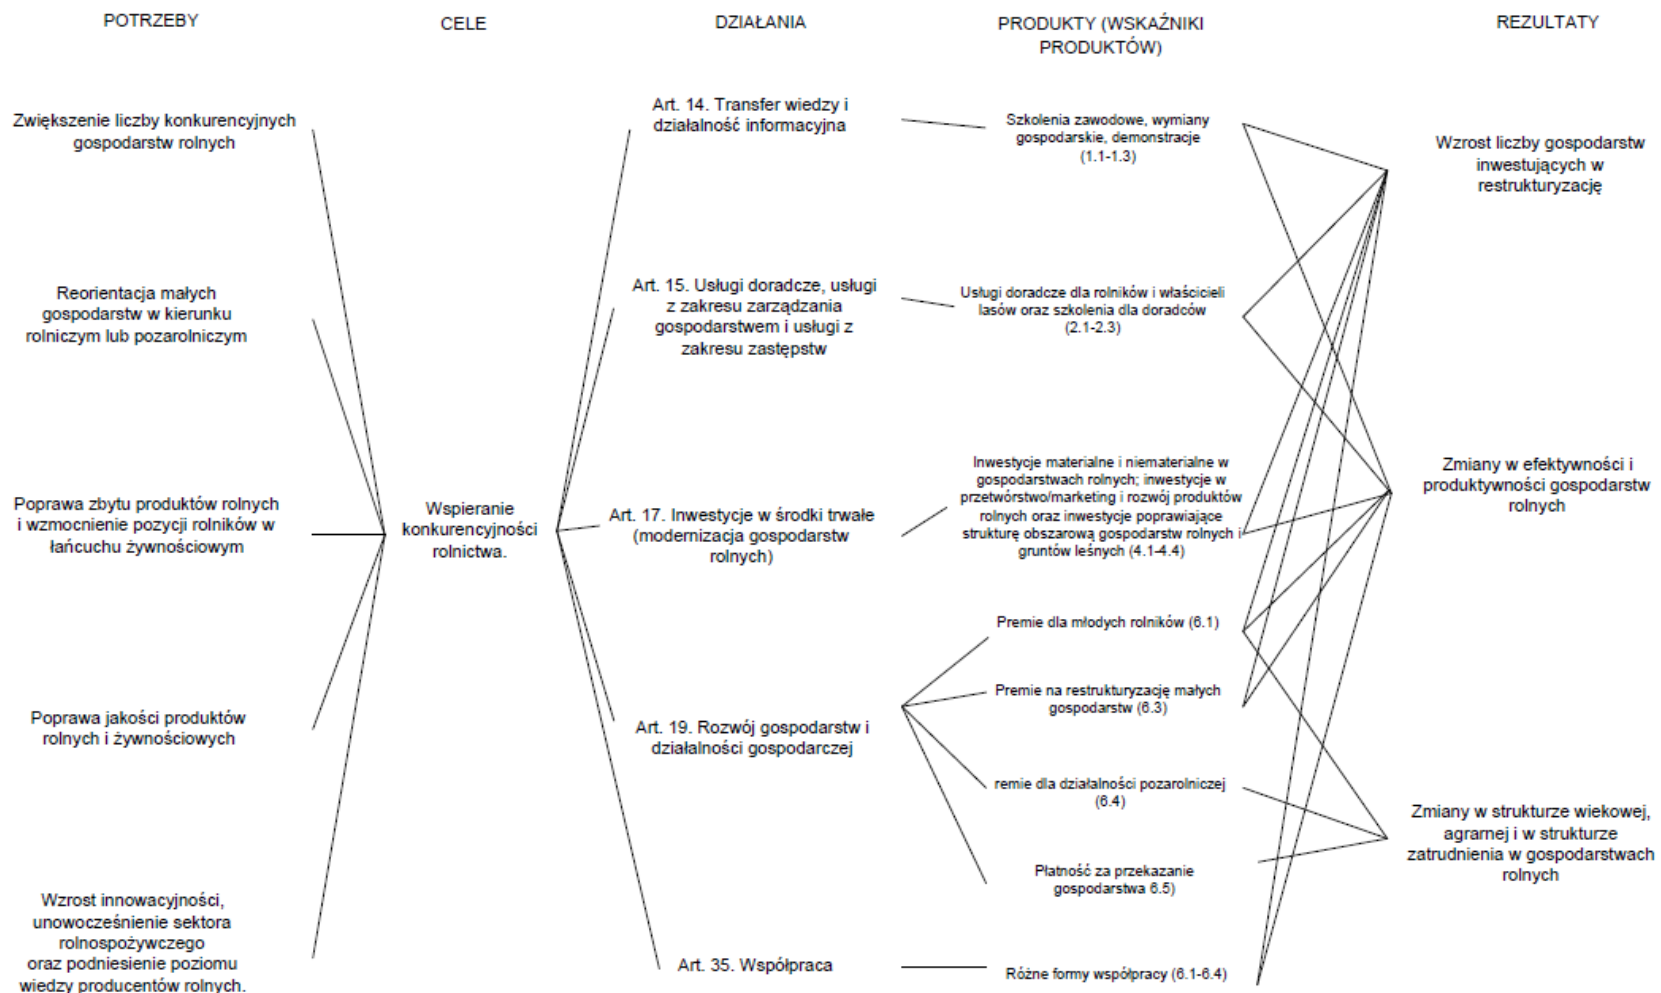 POTRZEBY
CELE
DZIAŁANIA
PRODUKTY (WSKAŹNIKI
PRODUKTÓW)
REZULTATY
Zwiększenie liczby konkurencyjnych
gospodarstw rolnych
Reorientacja małych
gospodarstw w kierunku
rolniczym lub pozarolniczym
Poprawa zbytu produktów rolnych
i wzmocnienie pozycji rolników w
łańcuchu żywnościowym
Poprawa jakości produktów
rolnych i żywnościowych
Wzrost innowacyjności,
unowocześnienie sektora
rolnospożywczego
oraz podniesienie poziomu
wiedzy producentów rolnych.
Wspieranie
konkurencyjności
rolnictwa.
Art. 14. Transfer wiedzy i
działalność informacyjna
Art. 15. Usługi doradcze, usługi
z zakresu zarządzania
gospodarstwem i usługi z
zakresu zastępstw
Art. 17. Inwestycje w środki trwałe
(modernizacja gospodarstw
rolnych)
Art. 19. Rozwój gospodarstw i
działalności gospodarczej
Art. 35. Współpraca
Szkolenia zawodowe, wymiany
gospodarskie, demonstracje
(1.1-1.3)
Usługi doradcze dla rolników i właścicieli
lasów oraz szkolenia dla doradców
(2.1-2.3)
Inwestycje materialne i niematerialne w
gospodarstwach rolnych; inwestycje w
przetwórstwo/marketing i rozwój produktów
rolnych oraz inwestycje poprawiające
strukturę obszarową gospodarstw rolnych i
gruntów leśnych (4.1-4.4)
Premie dla młodych rolników (6.1)
Premie na restrukturyzację małych
gospodarstw (6.3)
remie dla działalności pozarolniczej
(6.4)
Płatność za przekazanie
gospodarstwa 6.5)
Różne formy współpracy (6.1-6.4)
Wzrost liczby gospodarstw
inwestujących w
restrukturyzację
Zmiany w efektywności i
produktywności gospodarstw
rolnych
Zmiany w strukturze wiekowej,
agrarnej i w strukturze
zatrudnienia w gospodarstwach
rolnych